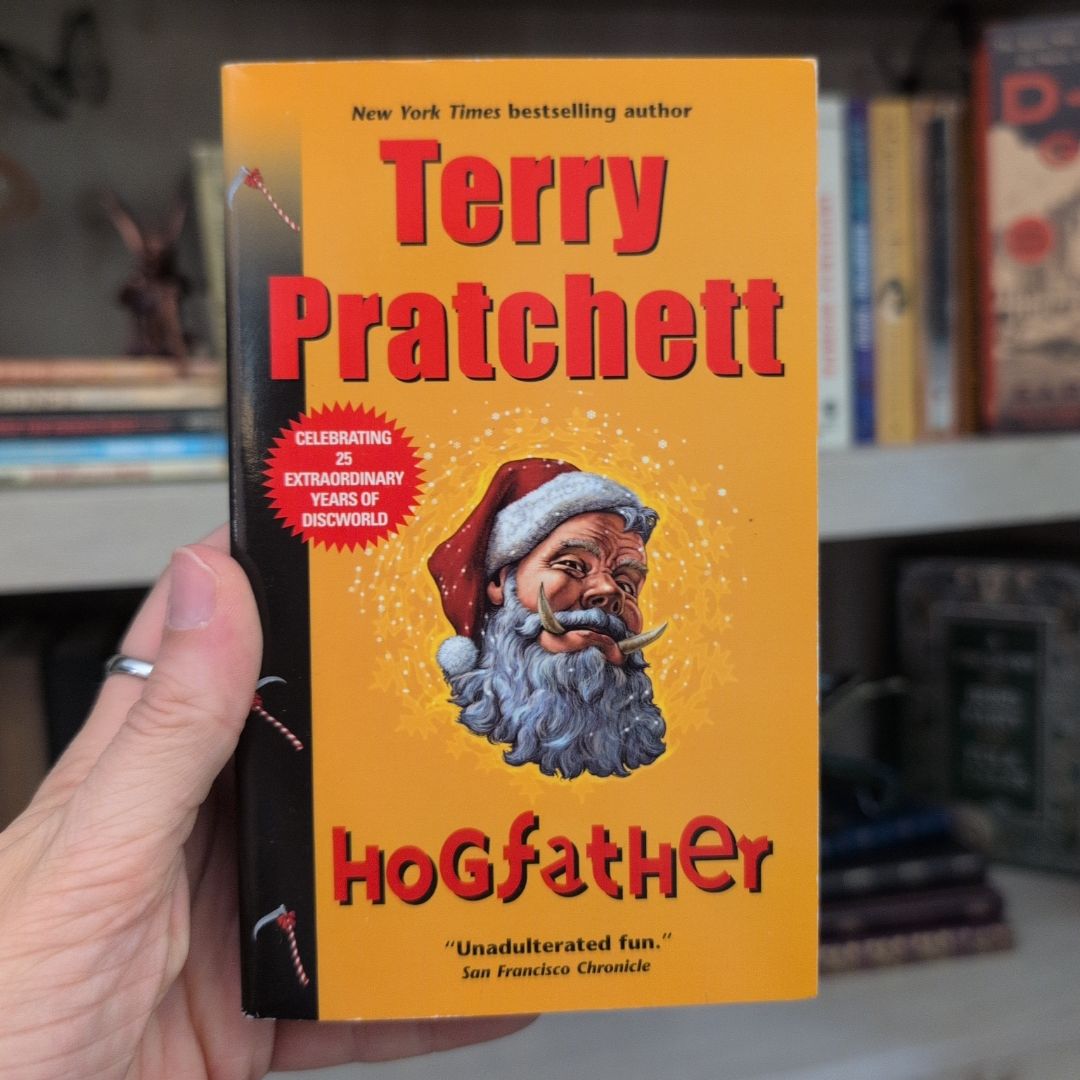 New York Times bestselling author
Terry
Pratchett
CELEBRATING
25
EXTRAORDINARY
YEARS OF
DISCWORLD
HOGfatHer
"Unadulterated fun."
San Francisco Chronicle